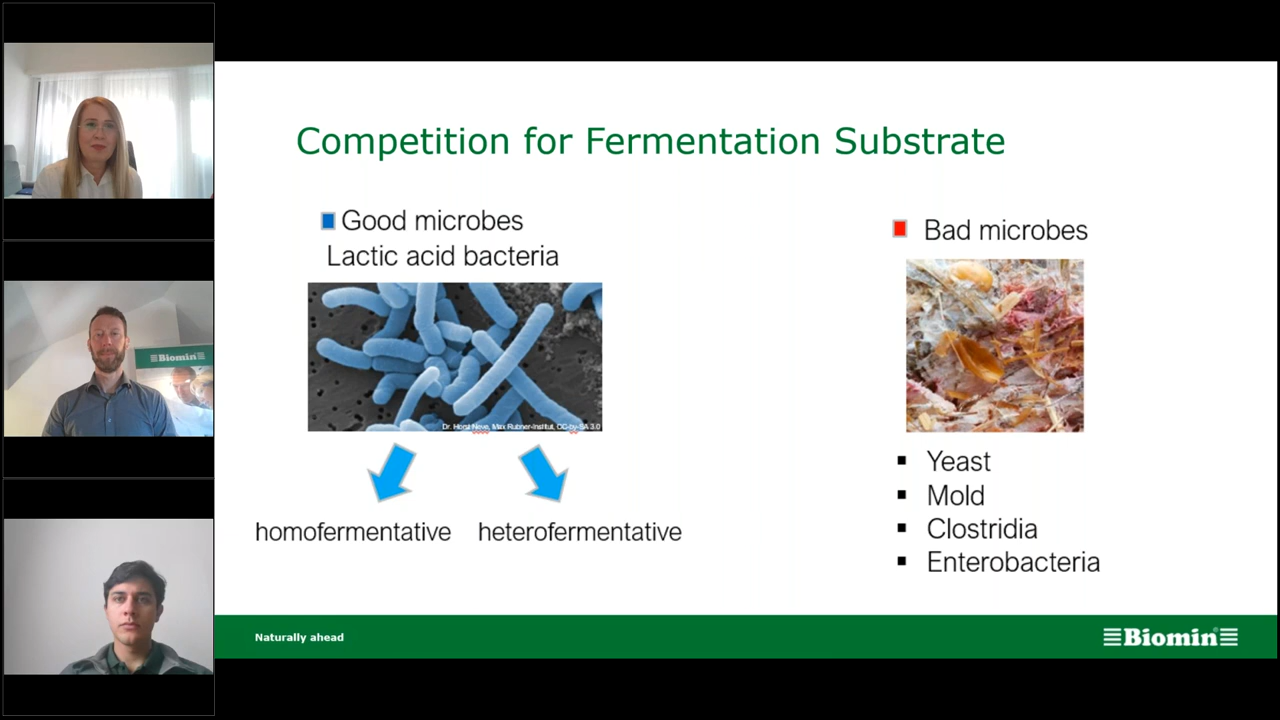 Competition for Fermentation Substrate
Good microbes
Lactic acid bacteria
Dr. Horst Neve, Max Rubner-Institut, CC-by-SA 3.0
homofermentative
heterofermentative
Bad microbes
Yeast
Mold
Clostridia
Enterobacteria
Biomin
Naturally ahead
Biomin